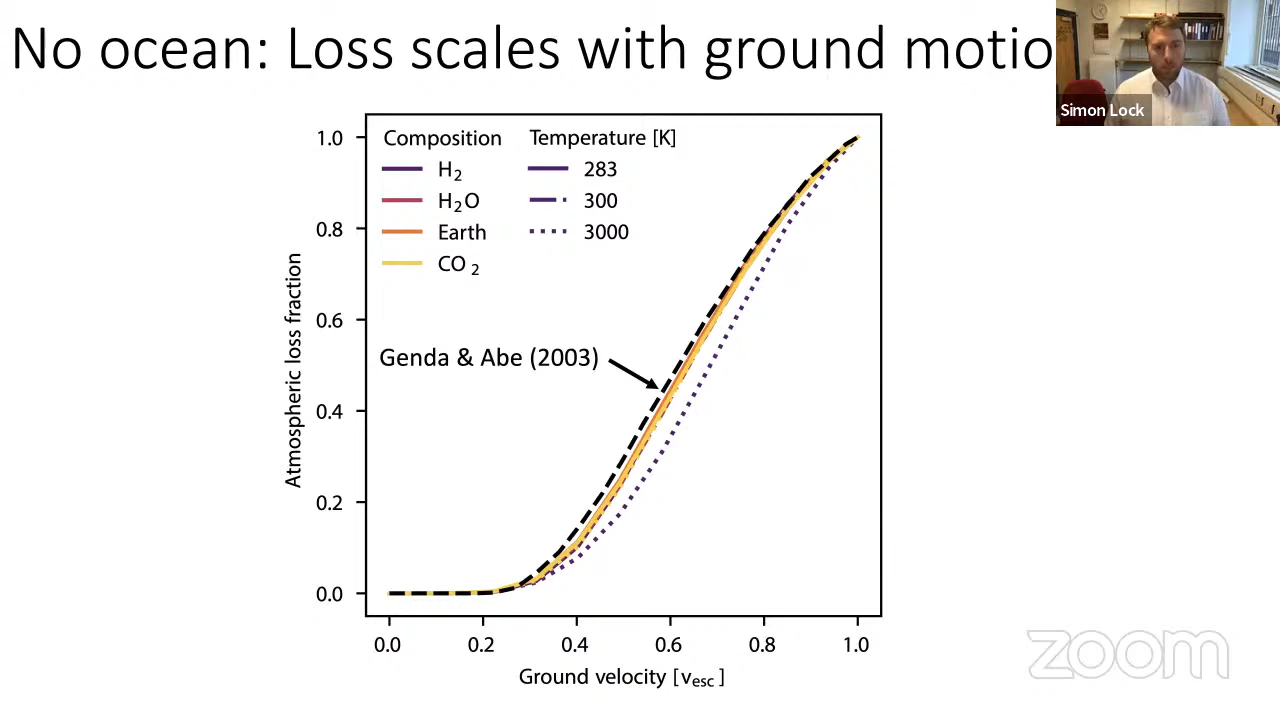 No ocean: Loss scales with ground motio
Simon Lock
Composition
H2
H2O
Earth
CO2
Temperature [K]
283
300
3000
Genda & Abe (2003)
Atmospheric loss fraction
1.0
0.8
0.6
0.4
0.2
0.0
0.0 0.2 0.4 0.6 0.8 1.0
Ground velocity [vesc]
zoom